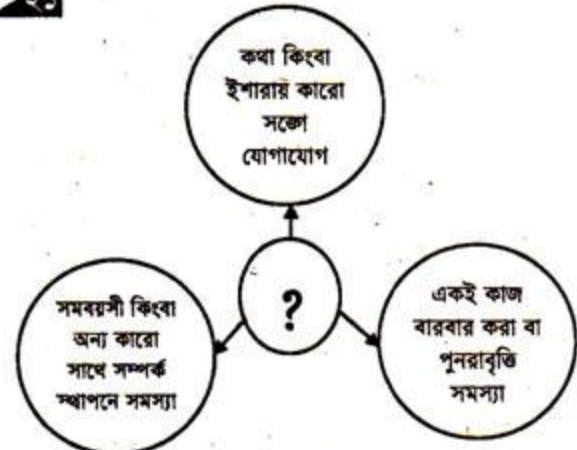 কথা কিংবা
ইশারায় কারো
সঙ্গে
যোগাযোগ
?
সমবয়সী কিংবা
অন্য কারো
সাথে সম্পর্ক
স্থাপনে সমস্যা
একই কাজ
বারবার করা বা
পুনরাবৃত্তি
সমস্যা